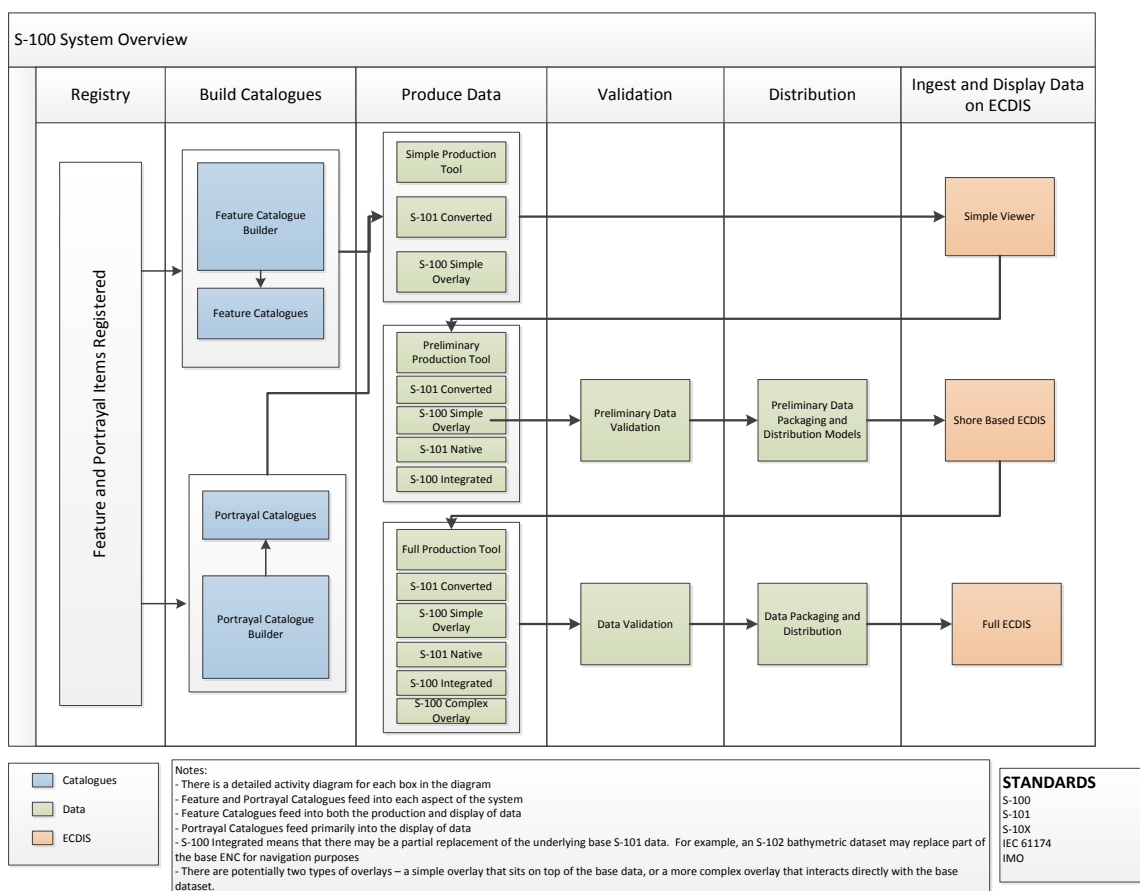 S-100 System Overview
Registry
Build Catalogues
Produce Data
Validation
Distribution
Ingest and Display Data
on ECDIS
Feature and Portrayal Items Registered
Feature Catalogue
Builder
Feature Catalogues
Portrayal Catalogues
Portrayal Catalogue
Builder
Simple Production
Tool
S-101 Converted
S-100 Simple
Overlay
Simple Viewer
Preliminary
Production Tool
S-101 Converted
S-100 Simple
Overlay
S-101 Native
S-100 Integrated
Preliminary Data
Validation
Preliminary Data
Packaging and
Distribution Models
Shore Based ECDIS
Full Production Tool
S-101 Converted
S-100 Simple
Overlay
S-101 Native
S-100 Integrated
S-100 Complex
Overlay
Data Validation
Data Packaging and
Distribution
Full ECDIS
Catalogues
Data
ECDIS
Notes:
- There is a detailed activity diagram for each box in the diagram
- Feature and Portrayal Catalogues feed into each aspect of the system
- Feature Catalogues feed into both the production and display of data
- Portrayal Catalogues feed primarily into the display of data
- S-100 Integrated means that there may be a partial replacement of the underlying base S-101 data.  For example, an S-102 bathymetric dataset may replace part of
the base ENC for navigation purposes
- There are potentially two types of overlays – a simple overlay that sits on top of the base data, or a more complex overlay that interacts directly with the base
dataset.
STANDARDS
S-100
S-101
S-10X
IEC 61174
IMO